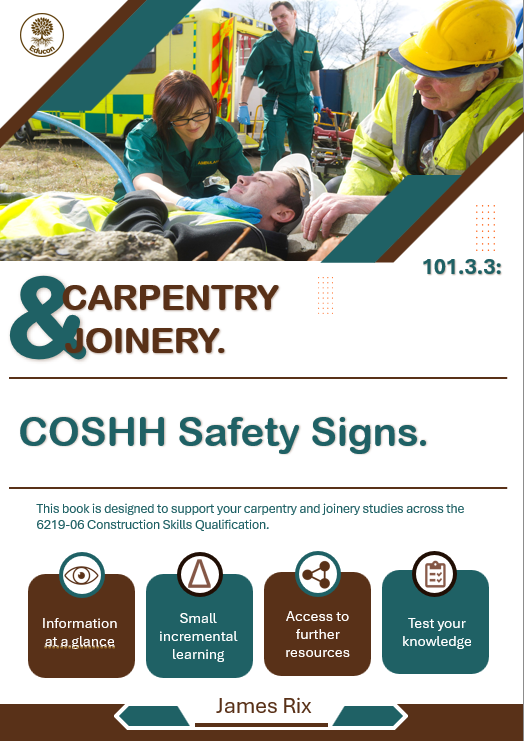 Educon
101.3.3:
& CARPENTRY
JOINERY.
COSHH Safety Signs.
This book is designed to support your carpentry and joinery studies across the
6219-06 Construction Skills Qualification.
Information
at a glance
Small
incremental
learning
Access to
further
resources
Test your
knowledge
James Rix